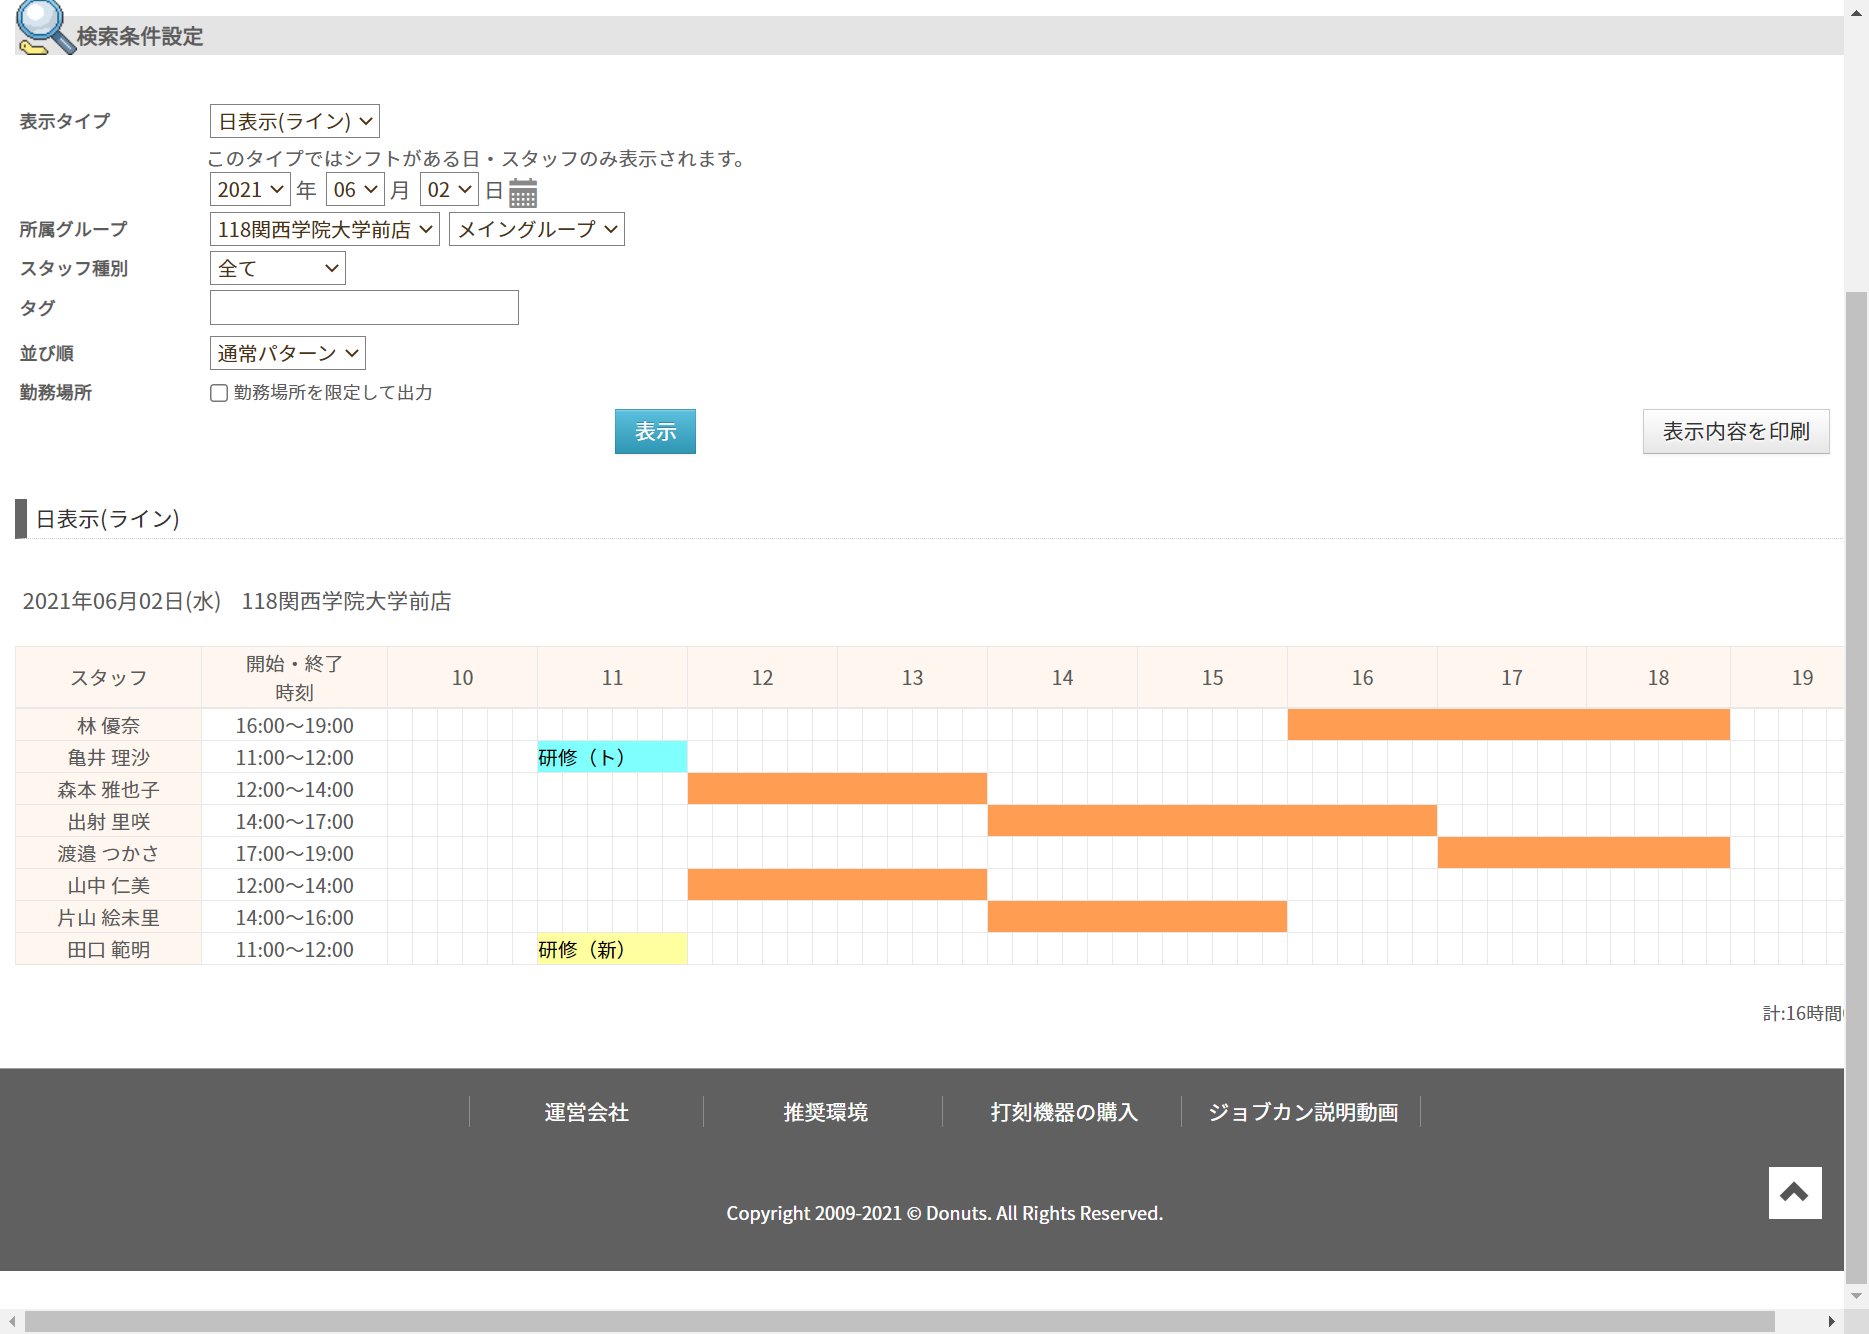 検索条件設定
表示タイプ
日表示(ライン)
このタイプではシフトがある日・スタッフのみ表示されます。
2021 年 06 月 02 日
所属グループ 118関西学院大学前店 メイングループ
スタッフ種別 全て
タグ
並び順 通常パターン
勤務場所 勤務場所を限定して出力
表示 表示内容を印刷
日表示(ライン)
2021年06月02日(水) 118関西学院大学前店
スタッフ 開始・終了時刻 10 11 12 13 14 15 16 17 18 19
林 優奈 16:00〜19:00
亀井 理沙 11:00〜12:00 研修（ト）
森本 雅也子 12:00〜14:00
出射 里咲 14:00〜17:00
渡邉 つかさ 17:00〜19:00
山中 仁美 12:00〜14:00
片山 絵未里 14:00〜16:00
田口 範明 11:00〜12:00 研修（新）
計:16時間
運営会社 推奨環境 打刻機器の購入 ジョブカン説明動画
Copyright 2009-2021 © Donuts. All Rights Reserved.